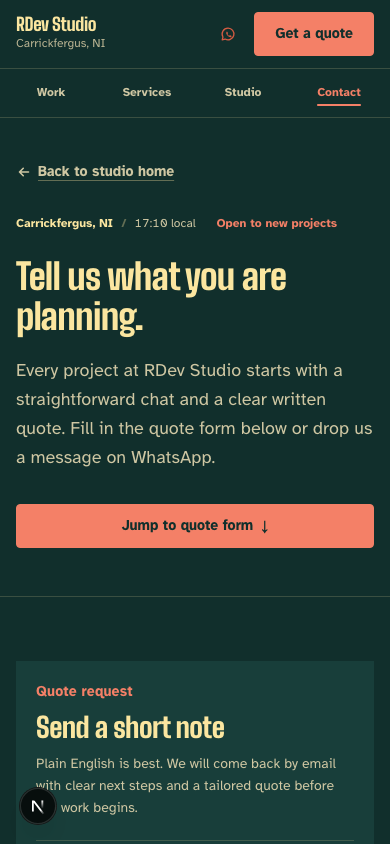 RDev Studio
Carrickfergus, NI
Get a quote
Work Services Studio Contact
← Back to studio home
Carrickfergus, NI / 17:10 local Open to new projects
Tell us what you are
planning.
Every project at RDev Studio starts with a
straightforward chat and a clear written
quote. Fill in the quote form below or drop us
a message on WhatsApp.
Jump to quote form ↓
Quote request
Send a short note
Plain English is best. We will come back by email
with clear next steps and a tailored quote before
work begins.
N